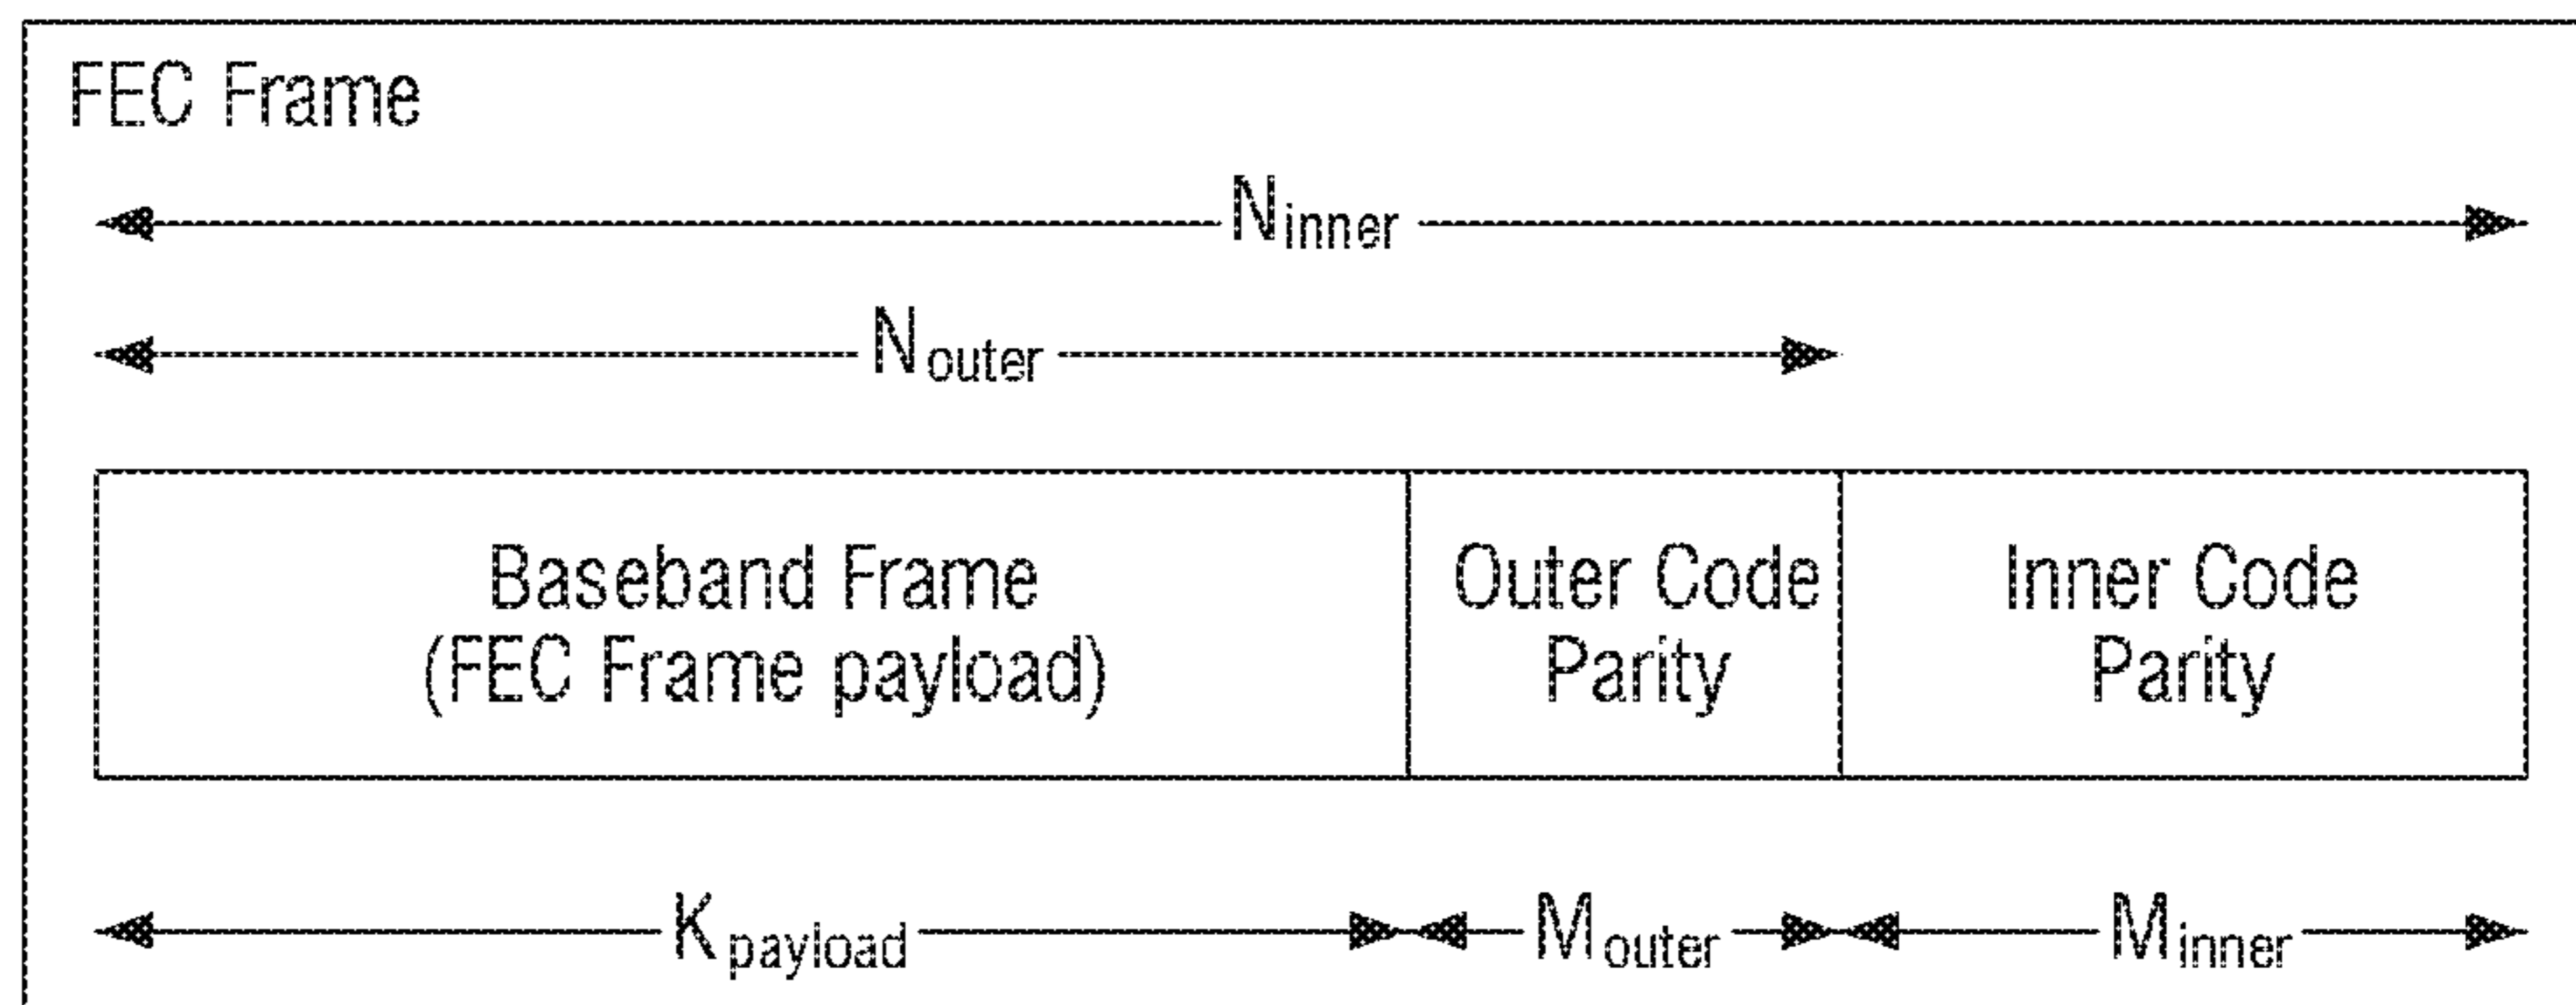 FEC Frame
Ninner
Nouter
Baseband Frame
(FEC Frame payload)
Outer Code
Parity
Inner Code
Parity
Kpayload
Mouter
Minner